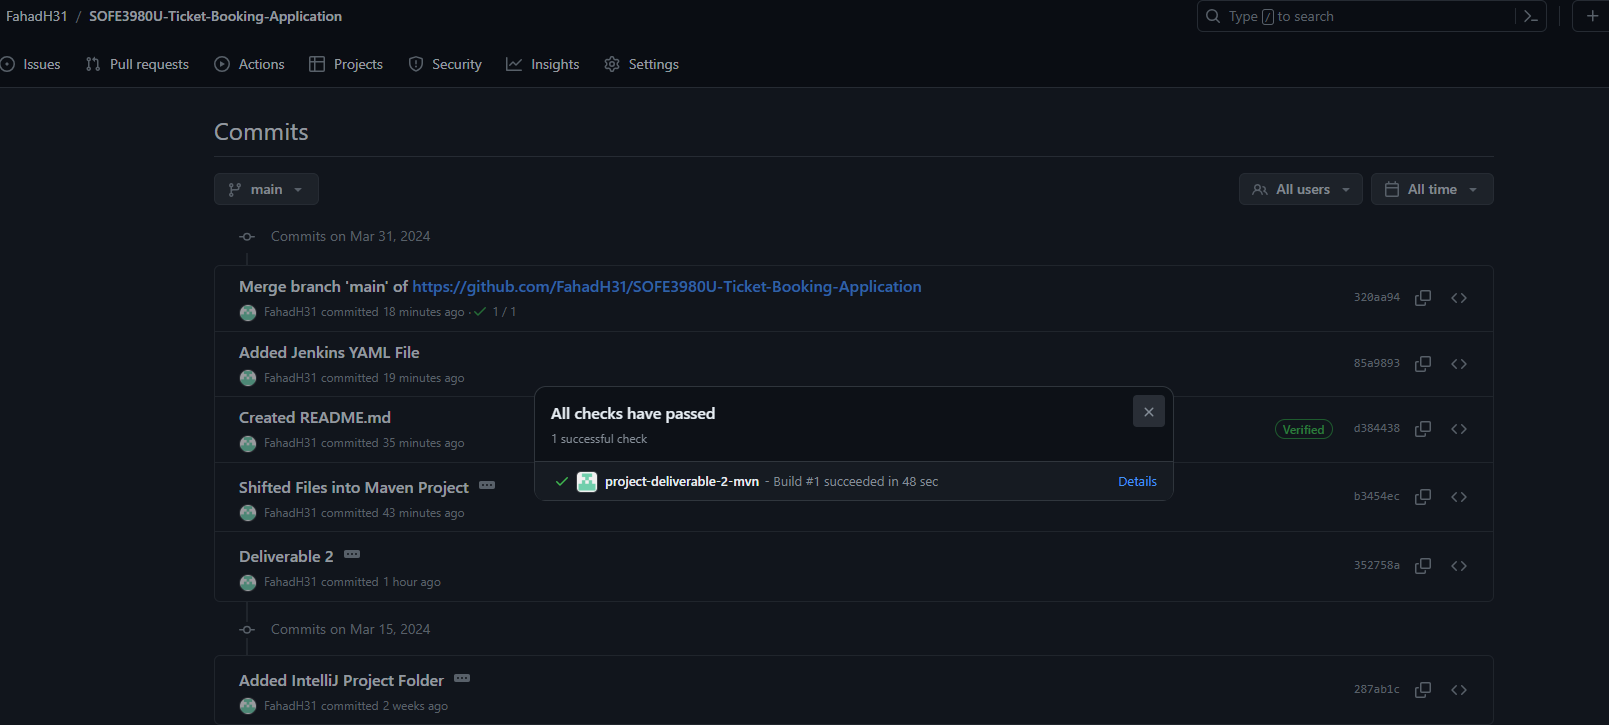 FahadH31 / SOFE3980U-Ticket-Booking-Application
Type / to search
Issues Pull requests Actions Projects Security Insights Settings
Commits
main
All users All time
Commits on Mar 31, 2024
Merge branch 'main' of https://github.com/FahadH31/SOFE3980U-Ticket-Booking-Application
FahadH31 committed 18 minutes ago · 1 / 1
320aa94
Added Jenkins YAML File
FahadH31 committed 19 minutes ago
85a9893
Created README.md
FahadH31 committed 35 minutes ago
Verified d384438
All checks have passed
1 successful check
project-deliverable-2-mvn - Build #1 succeeded in 48 sec Details
Shifted Files into Maven Project
FahadH31 committed 43 minutes ago
b3454ec
Deliverable 2
FahadH31 committed 1 hour ago
352758a
Commits on Mar 15, 2024
Added IntelliJ Project Folder
FahadH31 committed 2 weeks ago
287ab1c